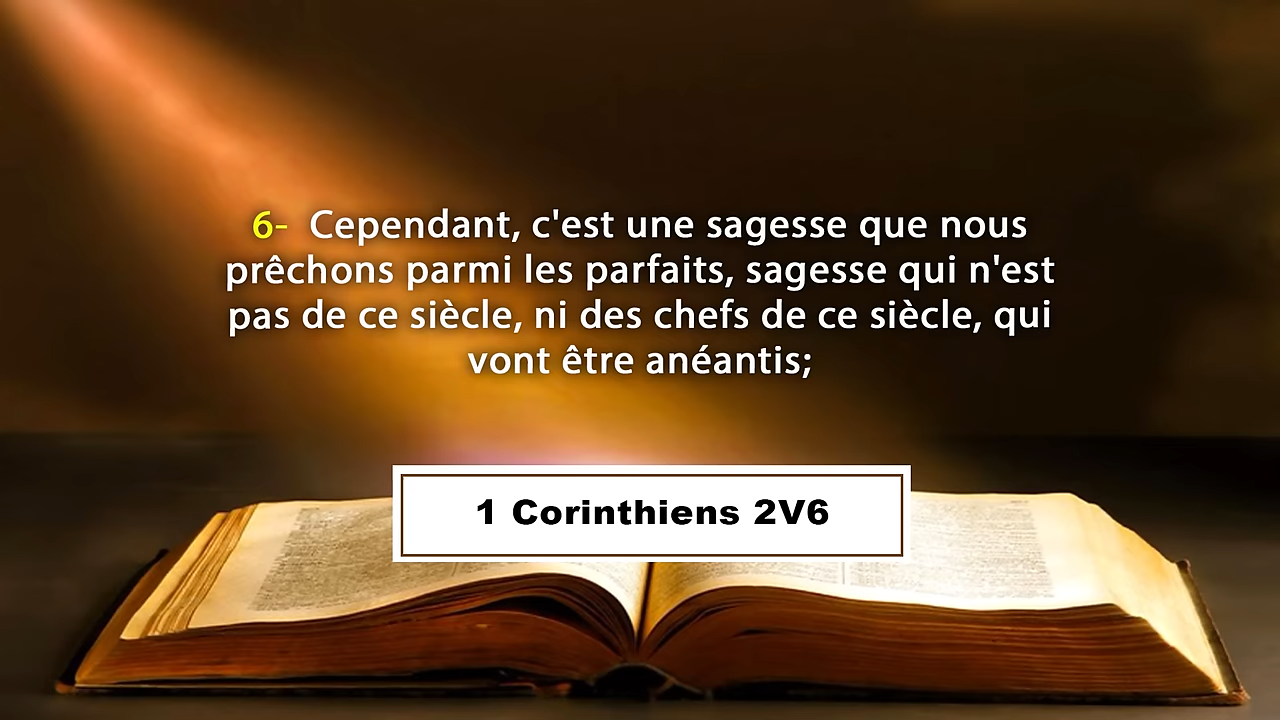 6- Cependant, c'est une sagesse que nous
prêchons parmi les parfaits, sagesse qui n'est
pas de ce siècle, ni des chefs de ce siècle, qui
vont être anéantis;
1 Corinthiens 2V6